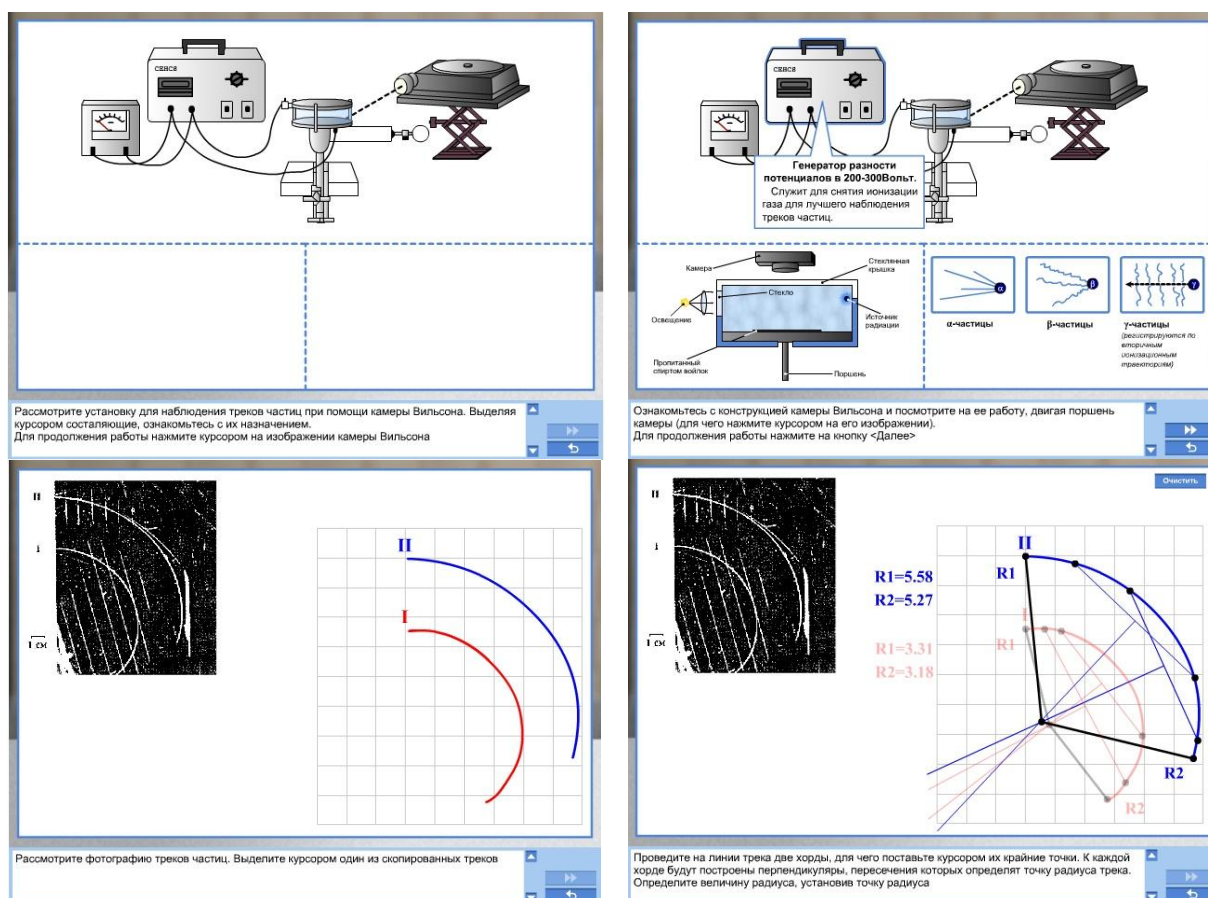 СЕНСЯ
Рассмотрите установку для наблюдения треков частиц при помощи камеры Вильсона. Выделяя
курсором состаляющие, ознакомьтесь с их назначением.
Для продолжения работы нажмите курсором на изображении камеры Вильсона
СЕНСЯ
Генератор разности
потенциалов в 200-300Вольт.
Служит для снятия ионизации
газа для лучшего наблюдения
треков частиц.
Камера
Стеклянная
крышка
Стекло
Освещение
Источник
радиации
Пропитанный
спиртом войлок
Поршень
α
β
γ
α-частицы
β-частицы
γ-частицы
(регистрируются по
вторичным
ионизационным
траекториям)
Ознакомьтесь с конструкцией камеры Вильсона и посмотрите на ее работу, двигая поршень
камеры (для чего нажмите курсором на его изображении).
Для продолжения работы нажмите на кнопку <Далее>
II
I
1 см
II
I
Рассмотрите фотографию треков частиц. Выделите курсором один из скопированных треков
Очистить
II
I
1 см
II
R1
R1=5.58
R2=5.27
I
R1
R1=3.31
R2=3.18
R2
R2
Проведите на линии трека две хорды, для чего поставьте курсором их крайние точки. К каждой
хорде будут построены перпендикуляры, пересечения которых определят точку радиуса трека.
Определите величину радиуса, установив точку радиуса